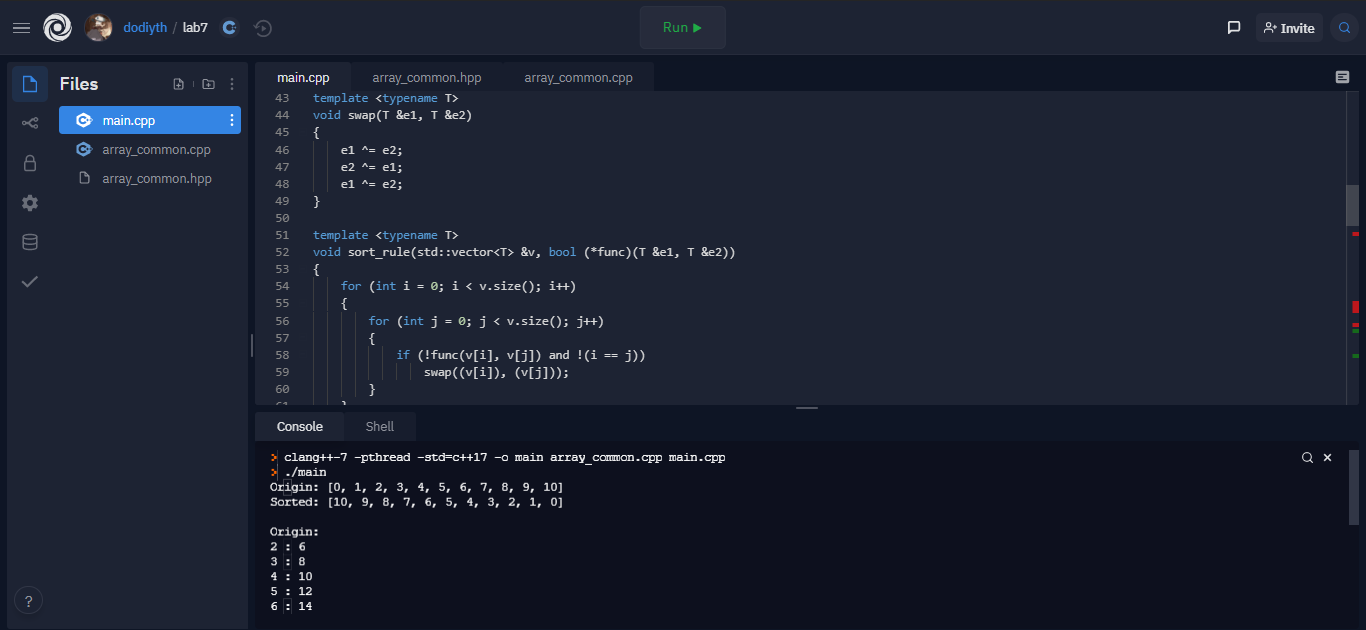 dodiyth / lab7
Run
Invite
Files
main.cpp
array_common.cpp
array_common.hpp
?
main.cpp array_common.hpp array_common.cpp
43 template <typename T>
44 void swap(T &e1, T &e2)
45 {
46 e1 ^= e2;
47 e2 ^= e1;
48 e1 ^= e2;
49 }
50
51 template <typename T>
52 void sort_rule(std::vector<T> &v, bool (*func)(T &e1, T &e2))
53 {
54 for (int i = 0; i < v.size(); i++)
55 {
56 for (int j = 0; j < v.size(); j++)
57 {
58 if (!func(v[i], v[j]) and !(i == j))
59 swap((v[i]), (v[j]));
60 }
61 }
Console Shell
> clang++-7 -pthread -std=c++17 -o main array_common.cpp main.cpp
> ./main
Origin: [0, 1, 2, 3, 4, 5, 6, 7, 8, 9, 10]
Sorted: [10, 9, 8, 7, 6, 5, 4, 3, 2, 1, 0]
Origin:
2 : 6
3 : 8
4 : 10
5 : 12
6 : 14